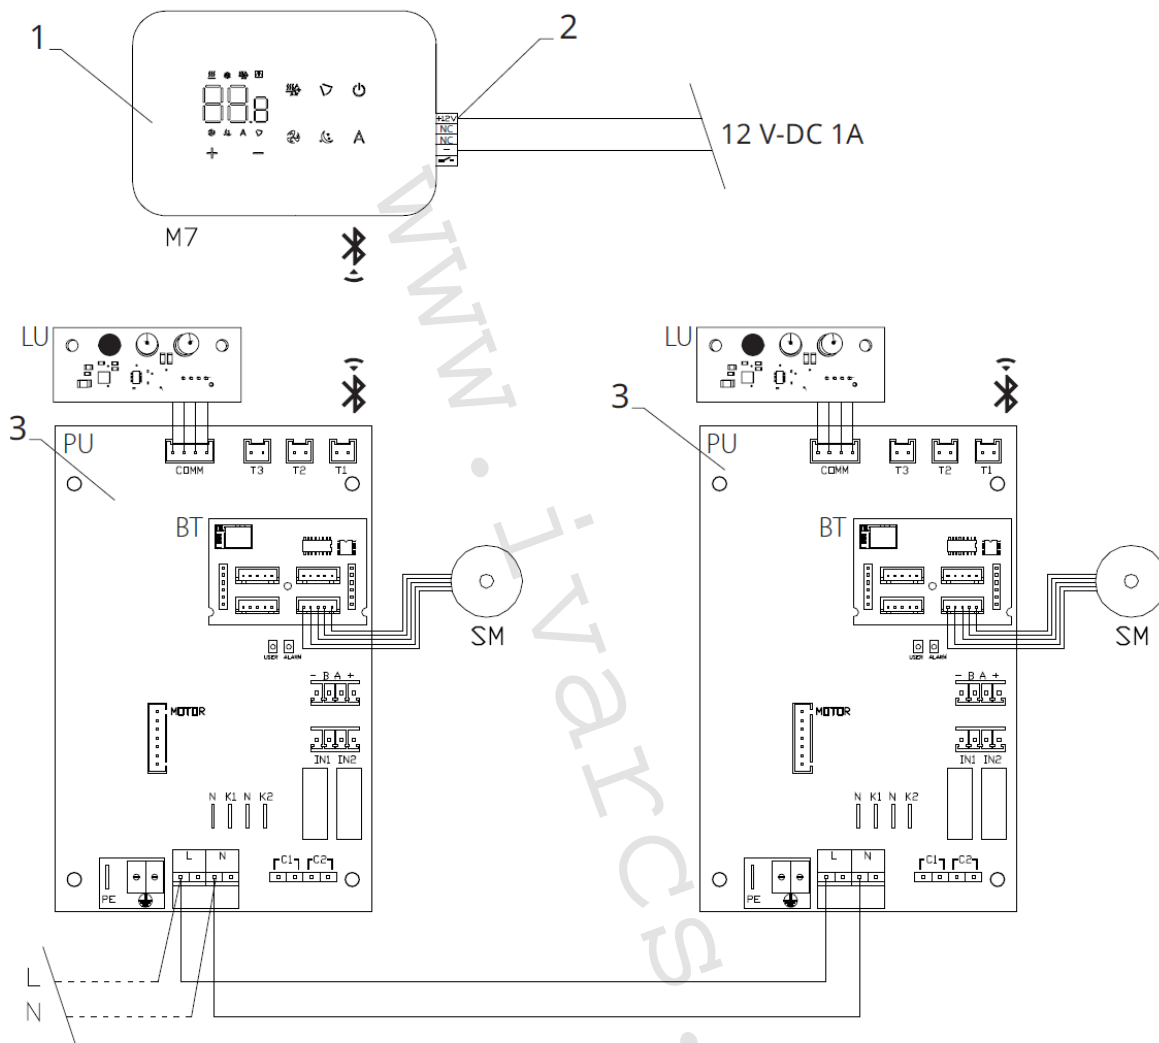 1
2
+12V
NC
NC
-
12 V-DC 1A
88.8
A
A
+ -
M7
LU
LU
3
PU
COMM
T3
T2
T1
3
PU
COMM
T3
T2
T1
BT
BT
SM
SM
USER
ALARM
USER
ALARM
- B A +
- B A +
MOTOR
MOTOR
IN1 IN2
IN1 IN2
N K1 N K2
N K1 N K2
L N
C1 C2
L N
C1 C2
PE
PE
L
N
www.ivarcs.